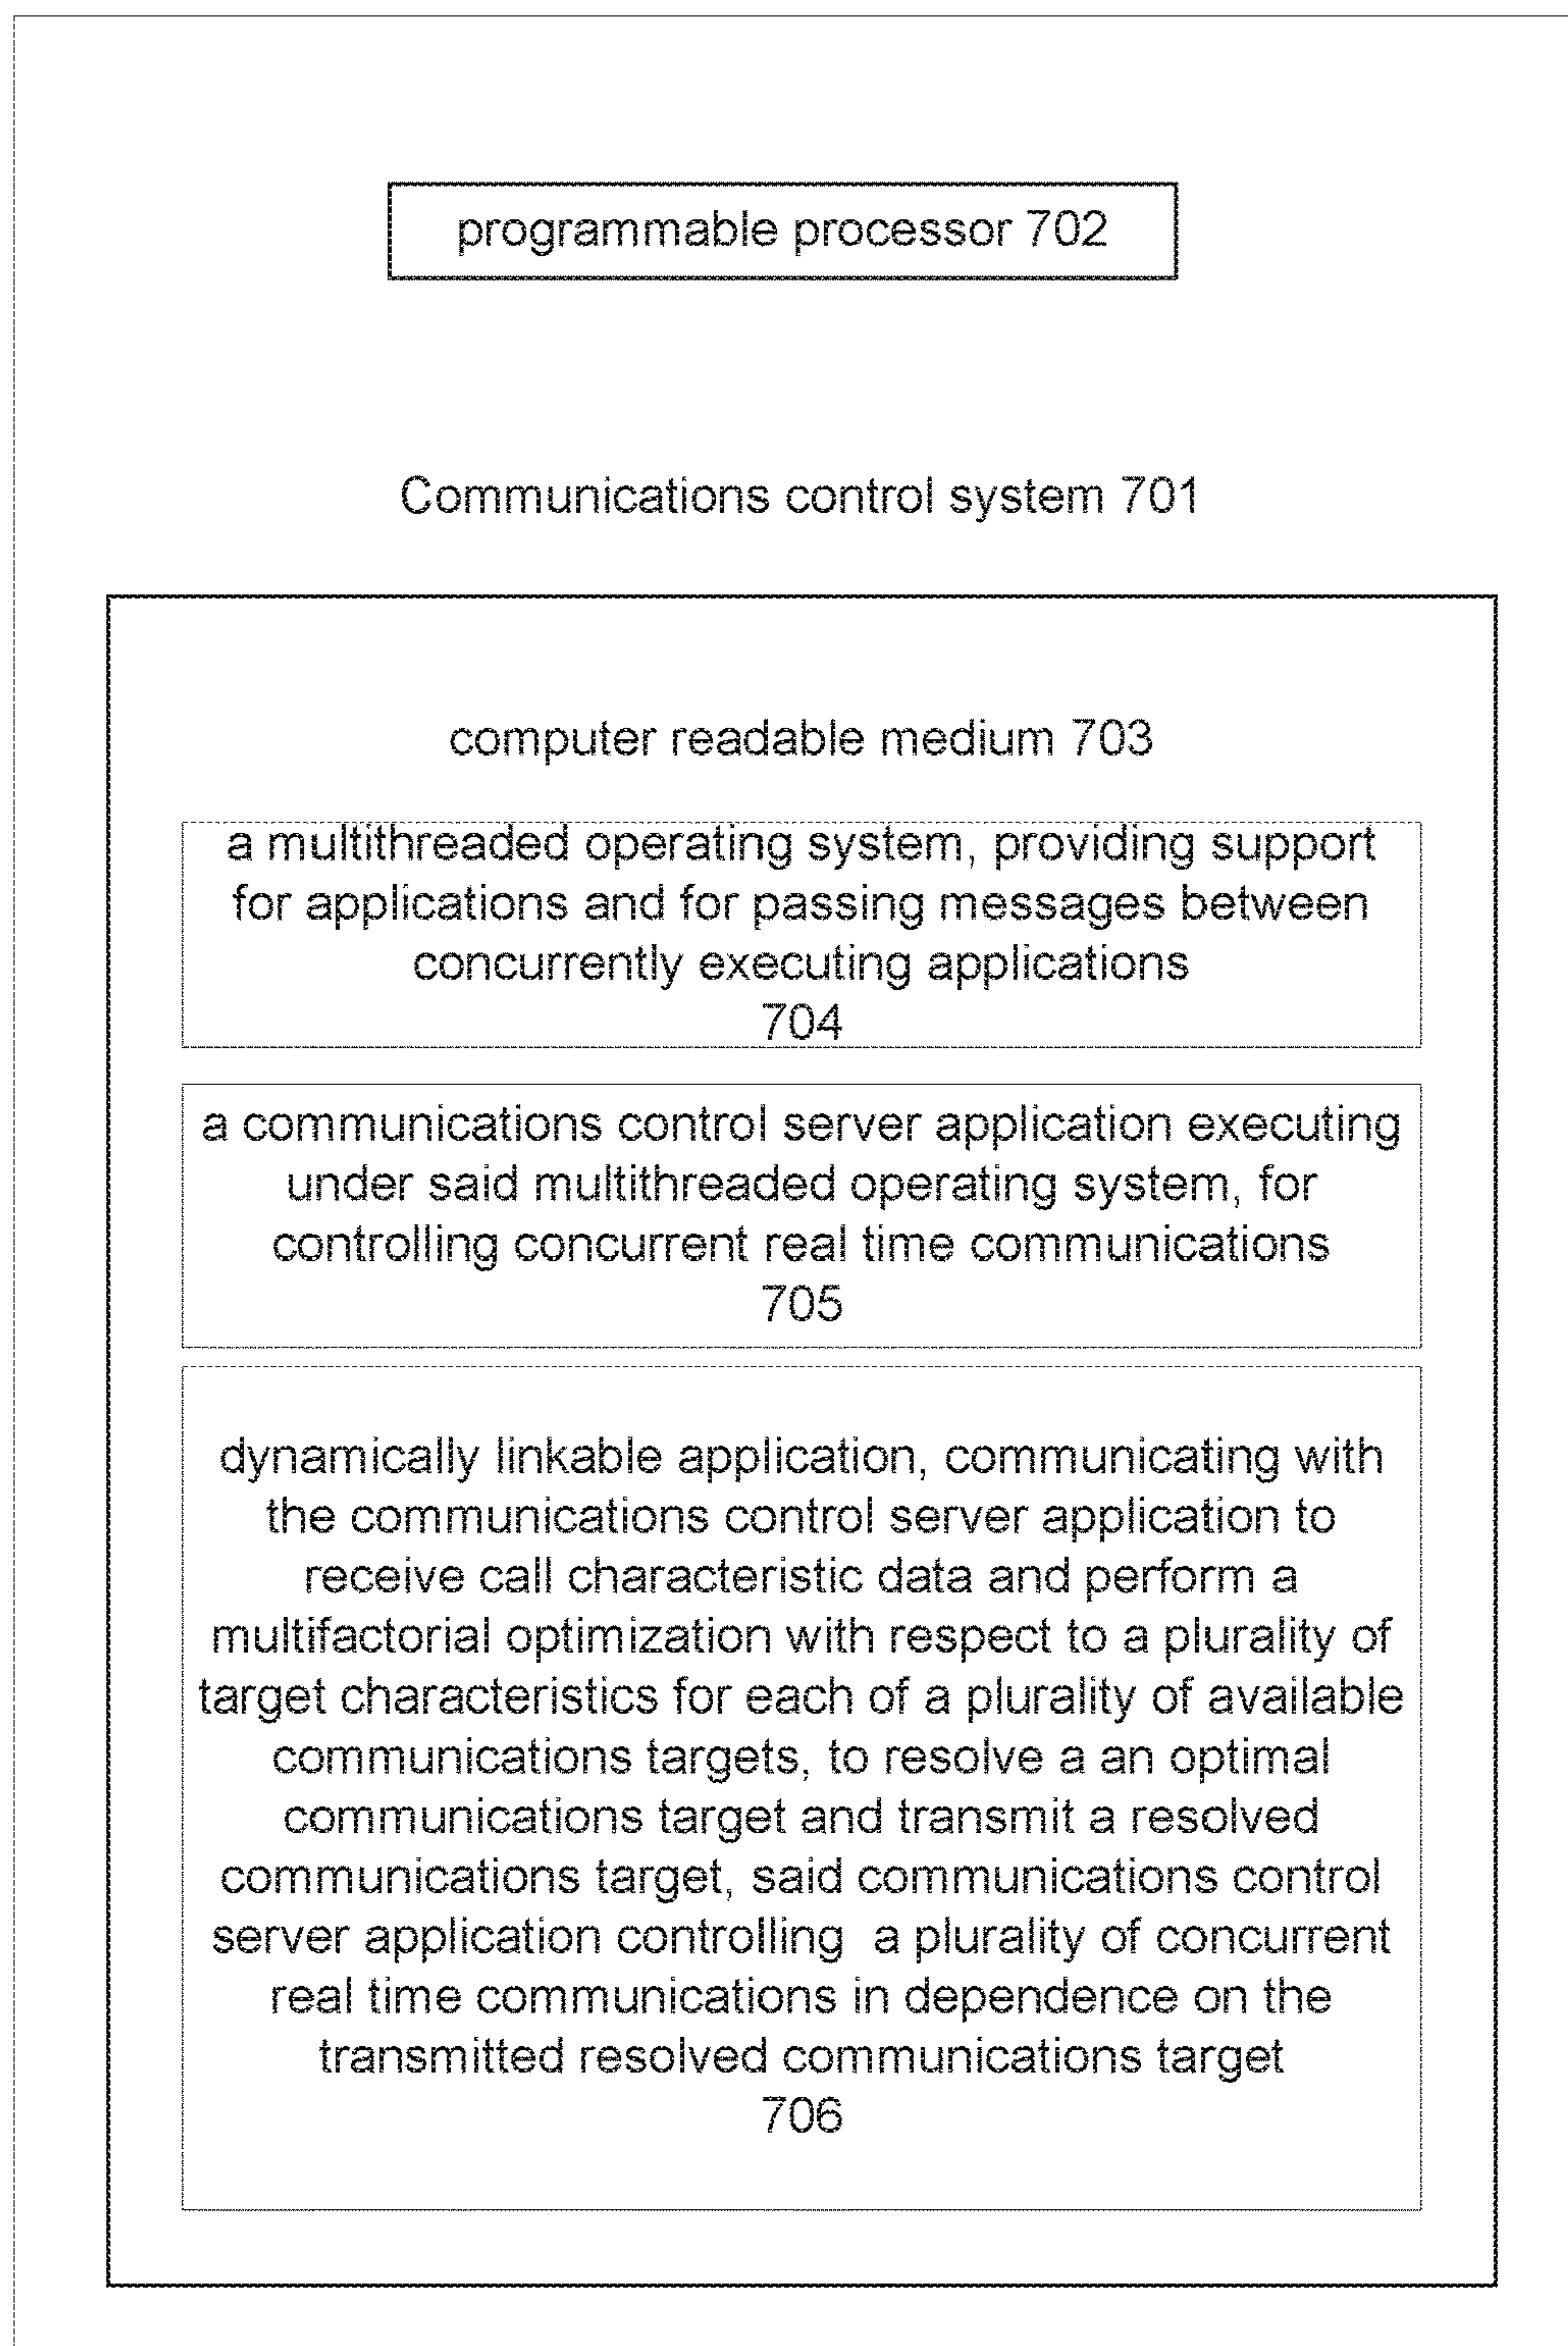 programmable processor 702
Communications control system 701
computer readable medium 703
a multithreaded operating system, providing support
for applications and for passing messages between
concurrently executing applications
704
a communications control server application executing
under said multithreaded operating system, for
controlling concurrent real time communications
705
dynamically linkable application, communicating with
the communications control server application to
receive call characteristic data and perform a
multifactorial optimization with respect to a plurality of
target characteristics for each of a plurality of available
communications targets, to resolve a an optimal
communications target and transmit a resolved
communications target, said communications control
server application controlling  a plurality of concurrent
real time communications in dependence on the
transmitted resolved communications target
706